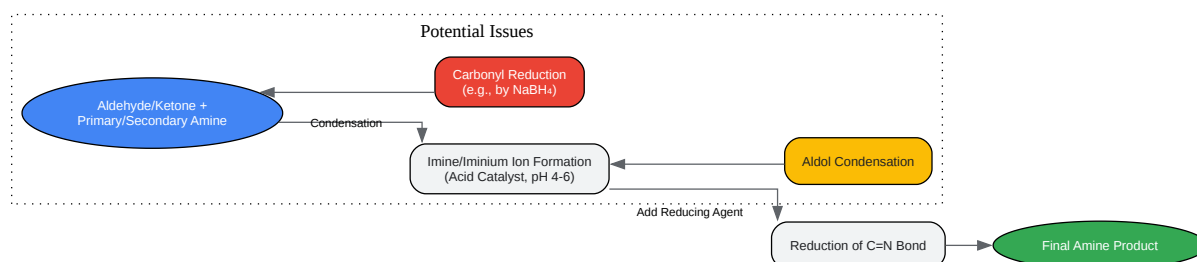 Potential Issues
Carbonyl Reduction
(e.g., by NaBH₄)
Aldehyde/Ketone +
Primary/Secondary Amine
Condensation
Imine/Iminium Ion Formation
(Acid Catalyst, pH 4-6)
Aldol Condensation
Add Reducing Agent
Reduction of C=N Bond
Final Amine Product